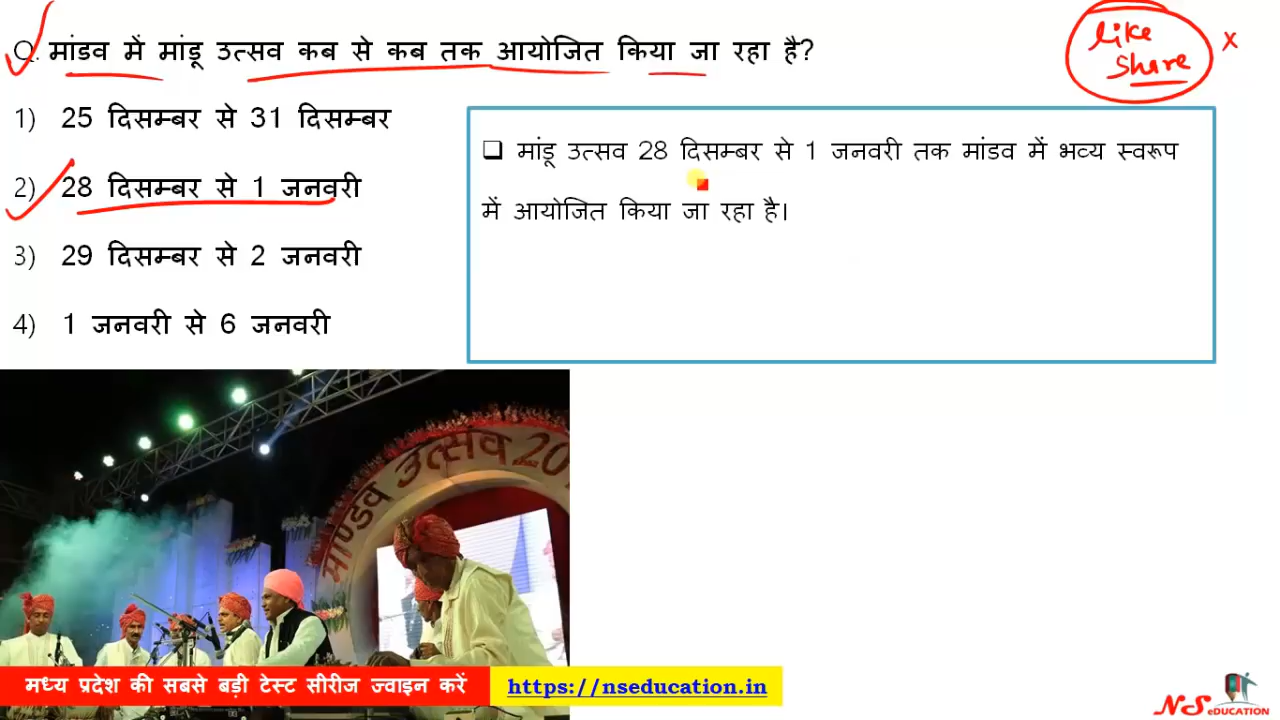 Q. मांडव में मांडू उत्सव कब से कब तक आयोजित किया जा रहा है?
like
share
x
1) 25 दिसम्बर से 31 दिसम्बर
2) 28 दिसम्बर से 1 जनवरी
3) 29 दिसम्बर से 2 जनवरी
4) 1 जनवरी से 6 जनवरी
मांडू उत्सव 28 दिसम्बर से 1 जनवरी तक मांडव में भव्य स्वरूप
में आयोजित किया जा रहा है।
माण्डव उत्सव
मध्य प्रदेश की सबसे बड़ी टेस्ट सीरीज ज्वाइन करें
https://nseducation.in
NS eDUCATION